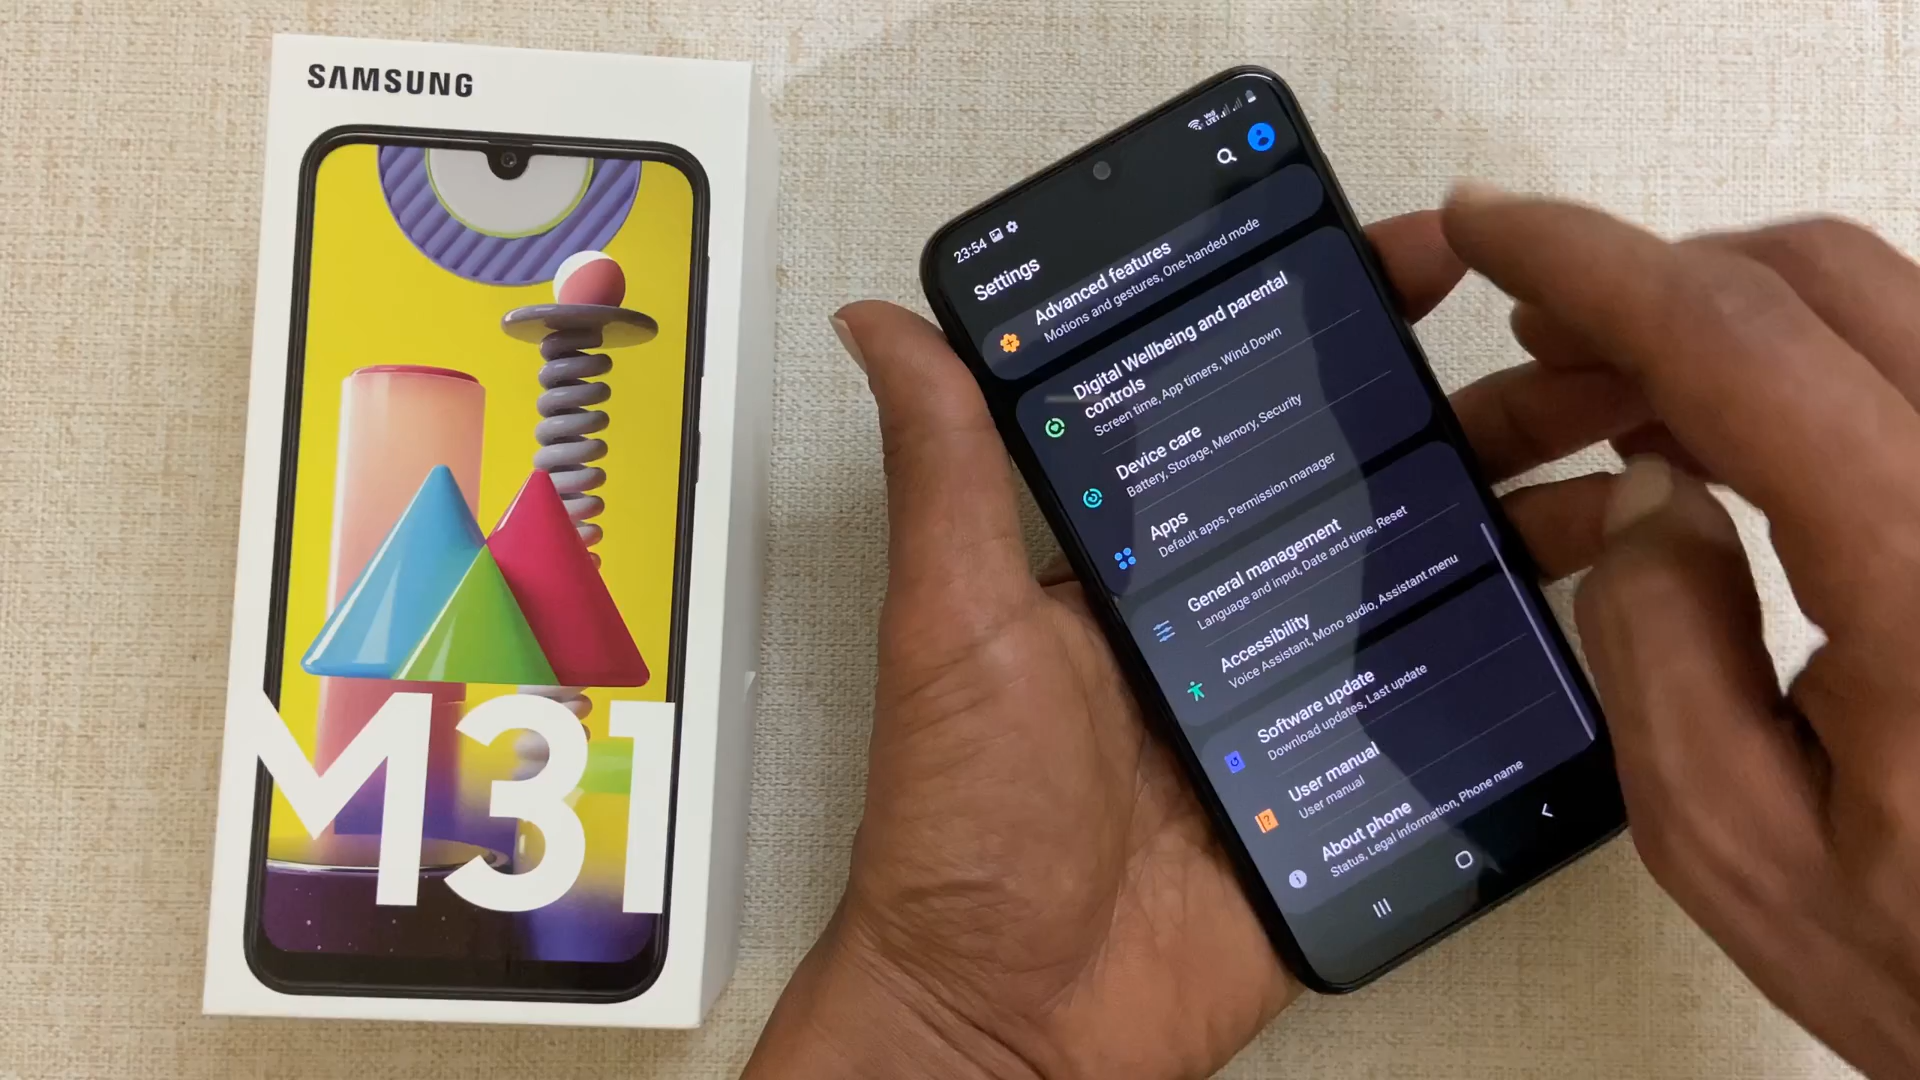 SAMSUNG
M31
23:54
Settings
Advanced features
Motions and gestures, One-handed mode
Digital Wellbeing and parental
controls
Screen time, App timers, Wind Down
Device care
Battery, Storage, Memory, Security
Apps
Default apps, Permission manager
General management
Language and input, Date and time, Reset
Accessibility
Voice Assistant, Mono audio, Assistant menu
Software update
Download updates, Last update
User manual
User manual
About phone
Status, Legal information, Phone name